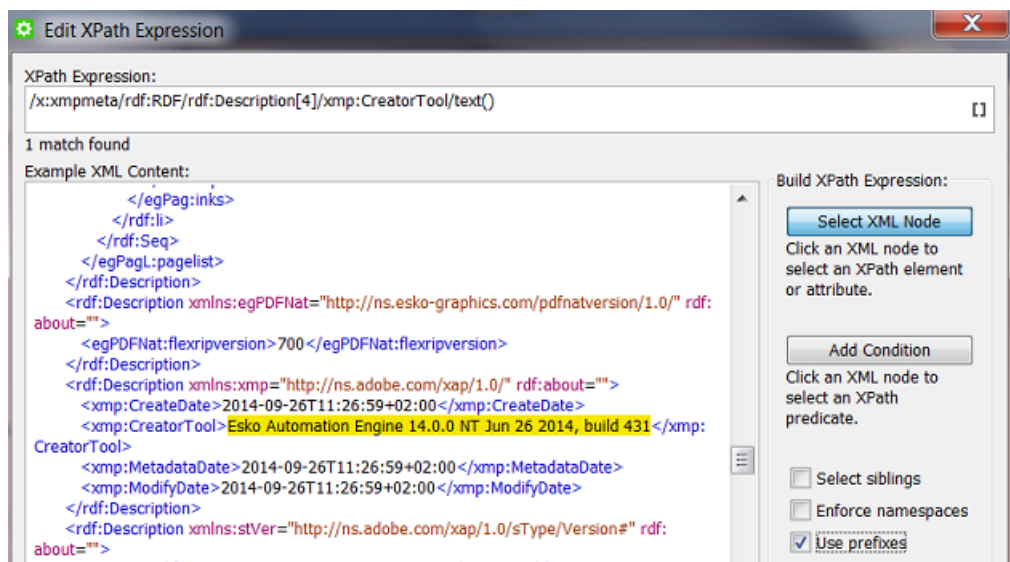 Edit XPath Expression
XPath Expression:
/x:xmpmeta/rdf:RDF/rdf:Description[4]/xmp:CreatorTool/text()
[]
1 match found
Example XML Content:
</egPag:inks>
</rdf:li>
</rdf:Seq>
</egPagL:pagelist>
</rdf:Description>
<rdf:Description xmlns:egPDFNat="http://ns.esko-graphics.com/pdfnatversion/1.0/" rdf:
about="">
<egPDFNat:flexripversion>700</egPDFNat:flexripversion>
</rdf:Description>
<rdf:Description xmlns:xmp="http://ns.adobe.com/xap/1.0/" rdf:about="">
<xmp:CreateDate>2014-09-26T11:26:59+02:00</xmp:CreateDate>
<xmp:CreatorTool>Esko Automation Engine 14.0.0 NT Jun 26 2014, build 431</xmp:
CreatorTool>
<xmp:MetadataDate>2014-09-26T11:26:59+02:00</xmp:MetadataDate>
<xmp:ModifyDate>2014-09-26T11:26:59+02:00</xmp:ModifyDate>
</rdf:Description>
<rdf:Description xmlns:stVer="http://ns.adobe.com/xap/1.0/sType/Version#" rdf:
about="">
Build XPath Expression:
Select XML Node
Click an XML node to
select an XPath element
or attribute.
Add Condition
Click an XML node to
select an XPath
predicate.
Select siblings
Enforce namespaces
Use prefixes